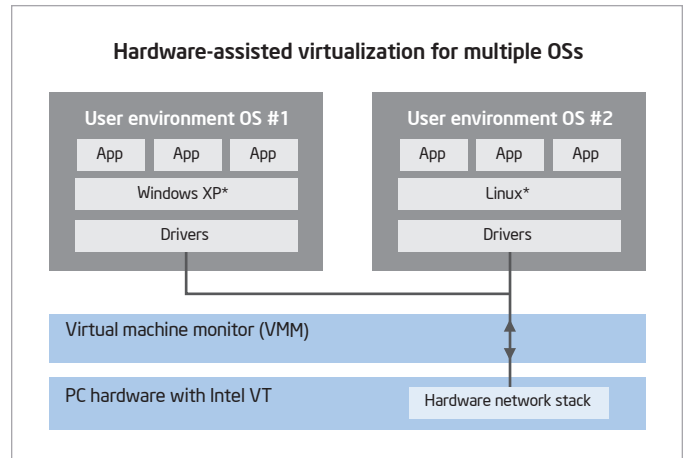 Hardware-assisted virtualization for multiple OSs
User environment OS #1
App App App
Windows XP*
Drivers
User environment OS #2
App App App
Linux*
Drivers
Virtual machine monitor (VMM)
PC hardware with Intel VT
Hardware network stack